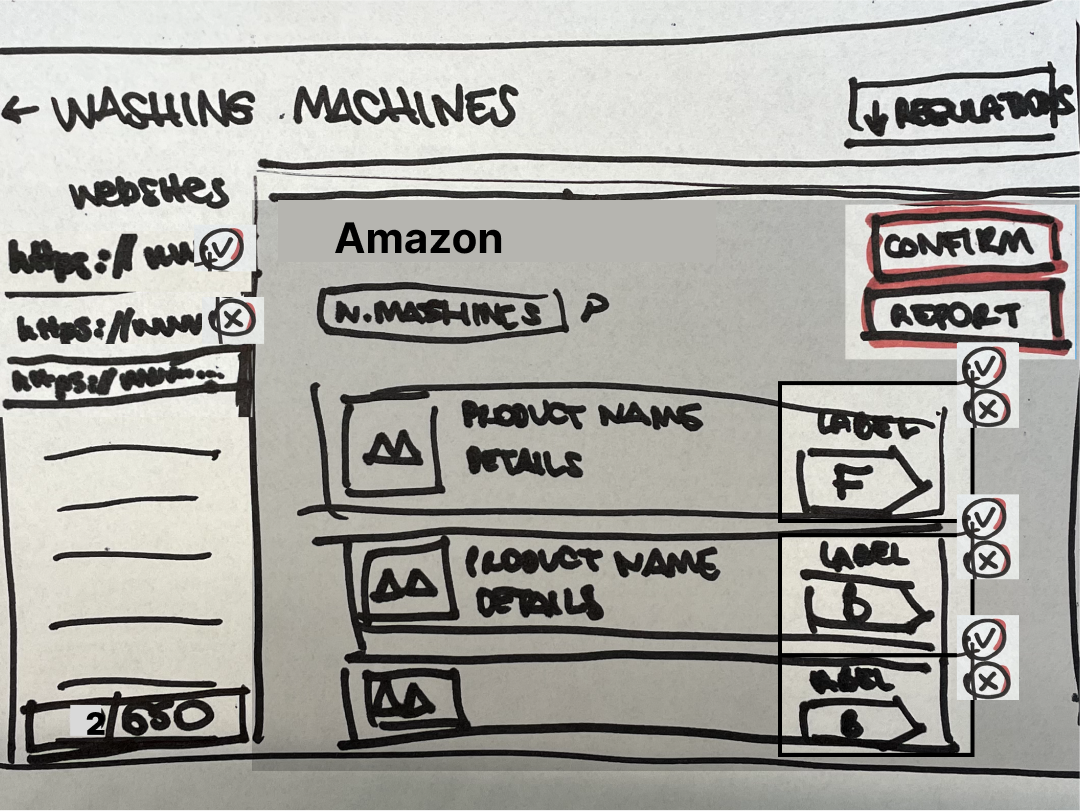 ← WASHING MACHINES
↓ REGULATIONS
websites
https://www
https://www
https://www...
2/650
Amazon
CONFIRM
REPORT
W.MASHINES
PRODUCT NAME
DETAILS
LABEL
F
PRODUCT NAME
DETAILS
LABEL
D
LABEL
B